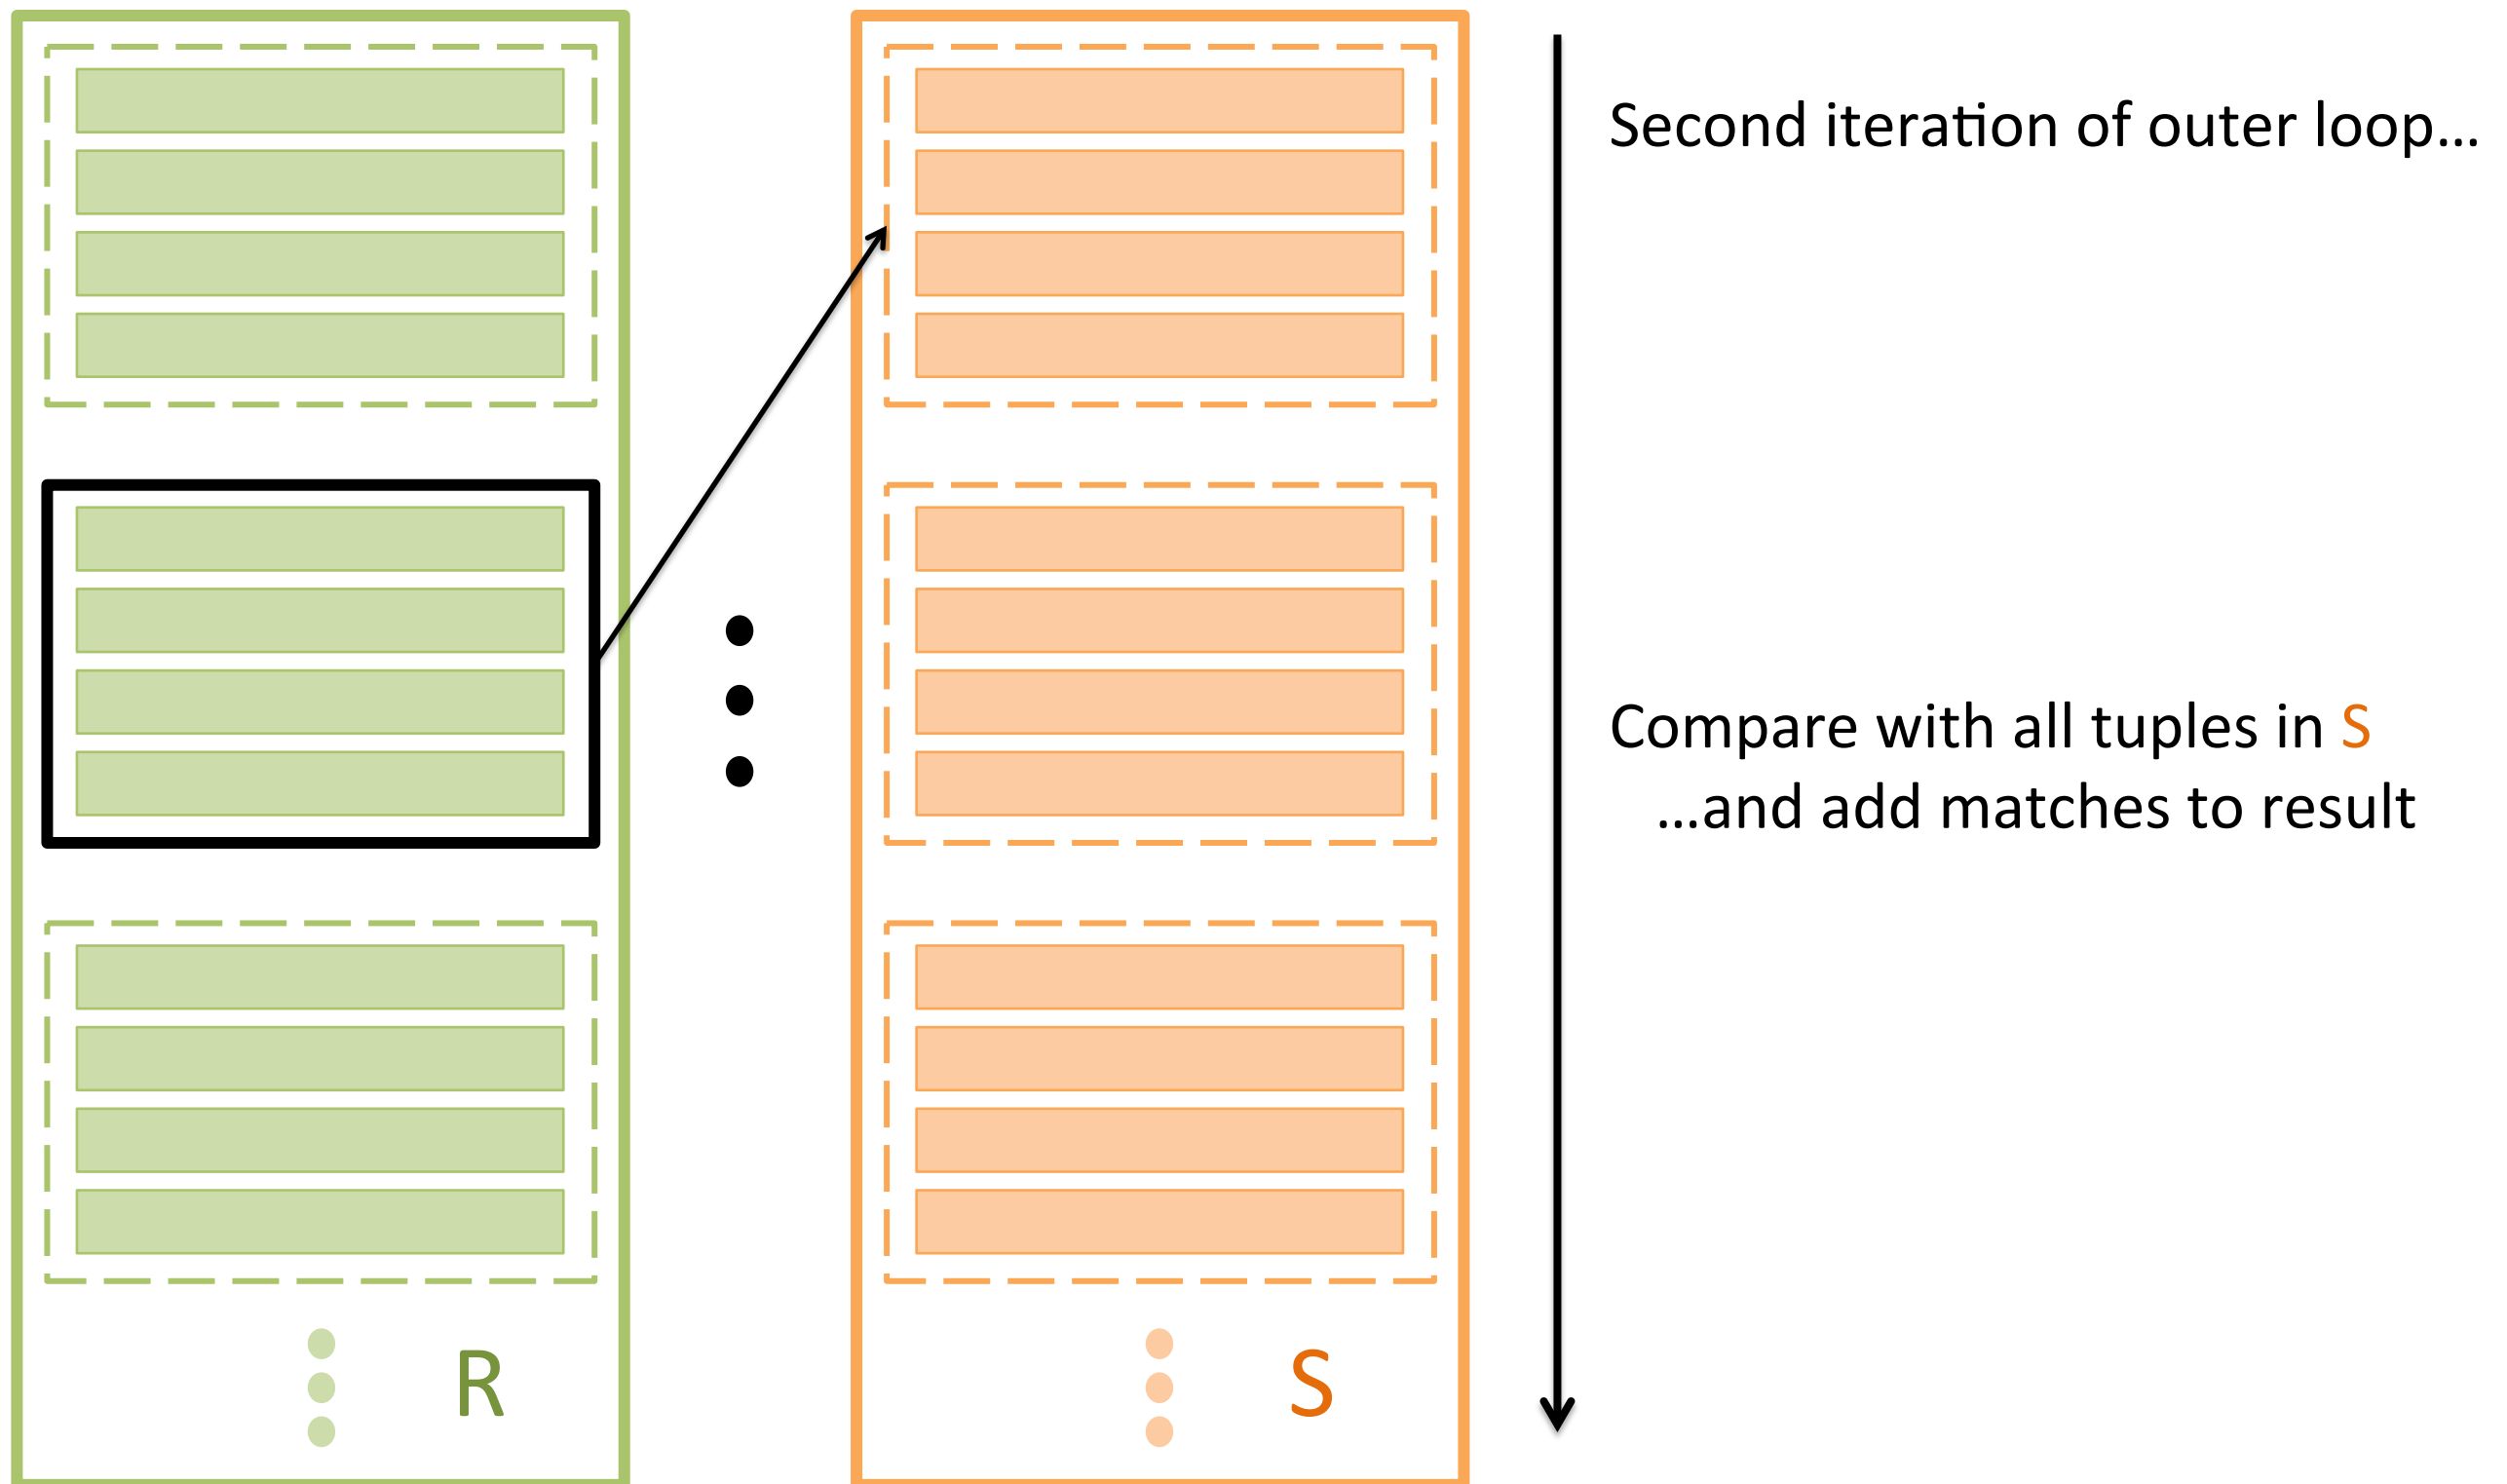 Second iteration of outer loop...
Compare with all tuples in S
...and add matches to result
R
S